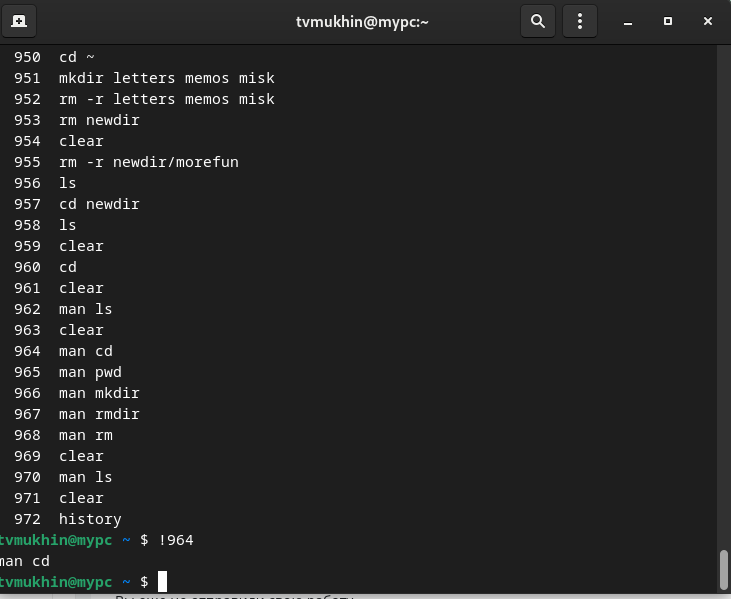 tvmukhin@mypc:~
950 cd ~
951 mkdir letters memos misk
952 rm -r letters memos misk
953 rm newdir
954 clear
955 rm -r newdir/morefun
956 ls
957 cd newdir
958 ls
959 clear
960 cd
961 clear
962 man ls
963 clear
964 man cd
965 man pwd
966 man mkdir
967 man rmdir
968 man rm
969 clear
970 man ls
971 clear
972 history
tvmukhin@mypc ~ $ !964
man cd
tvmukhin@mypc ~ $